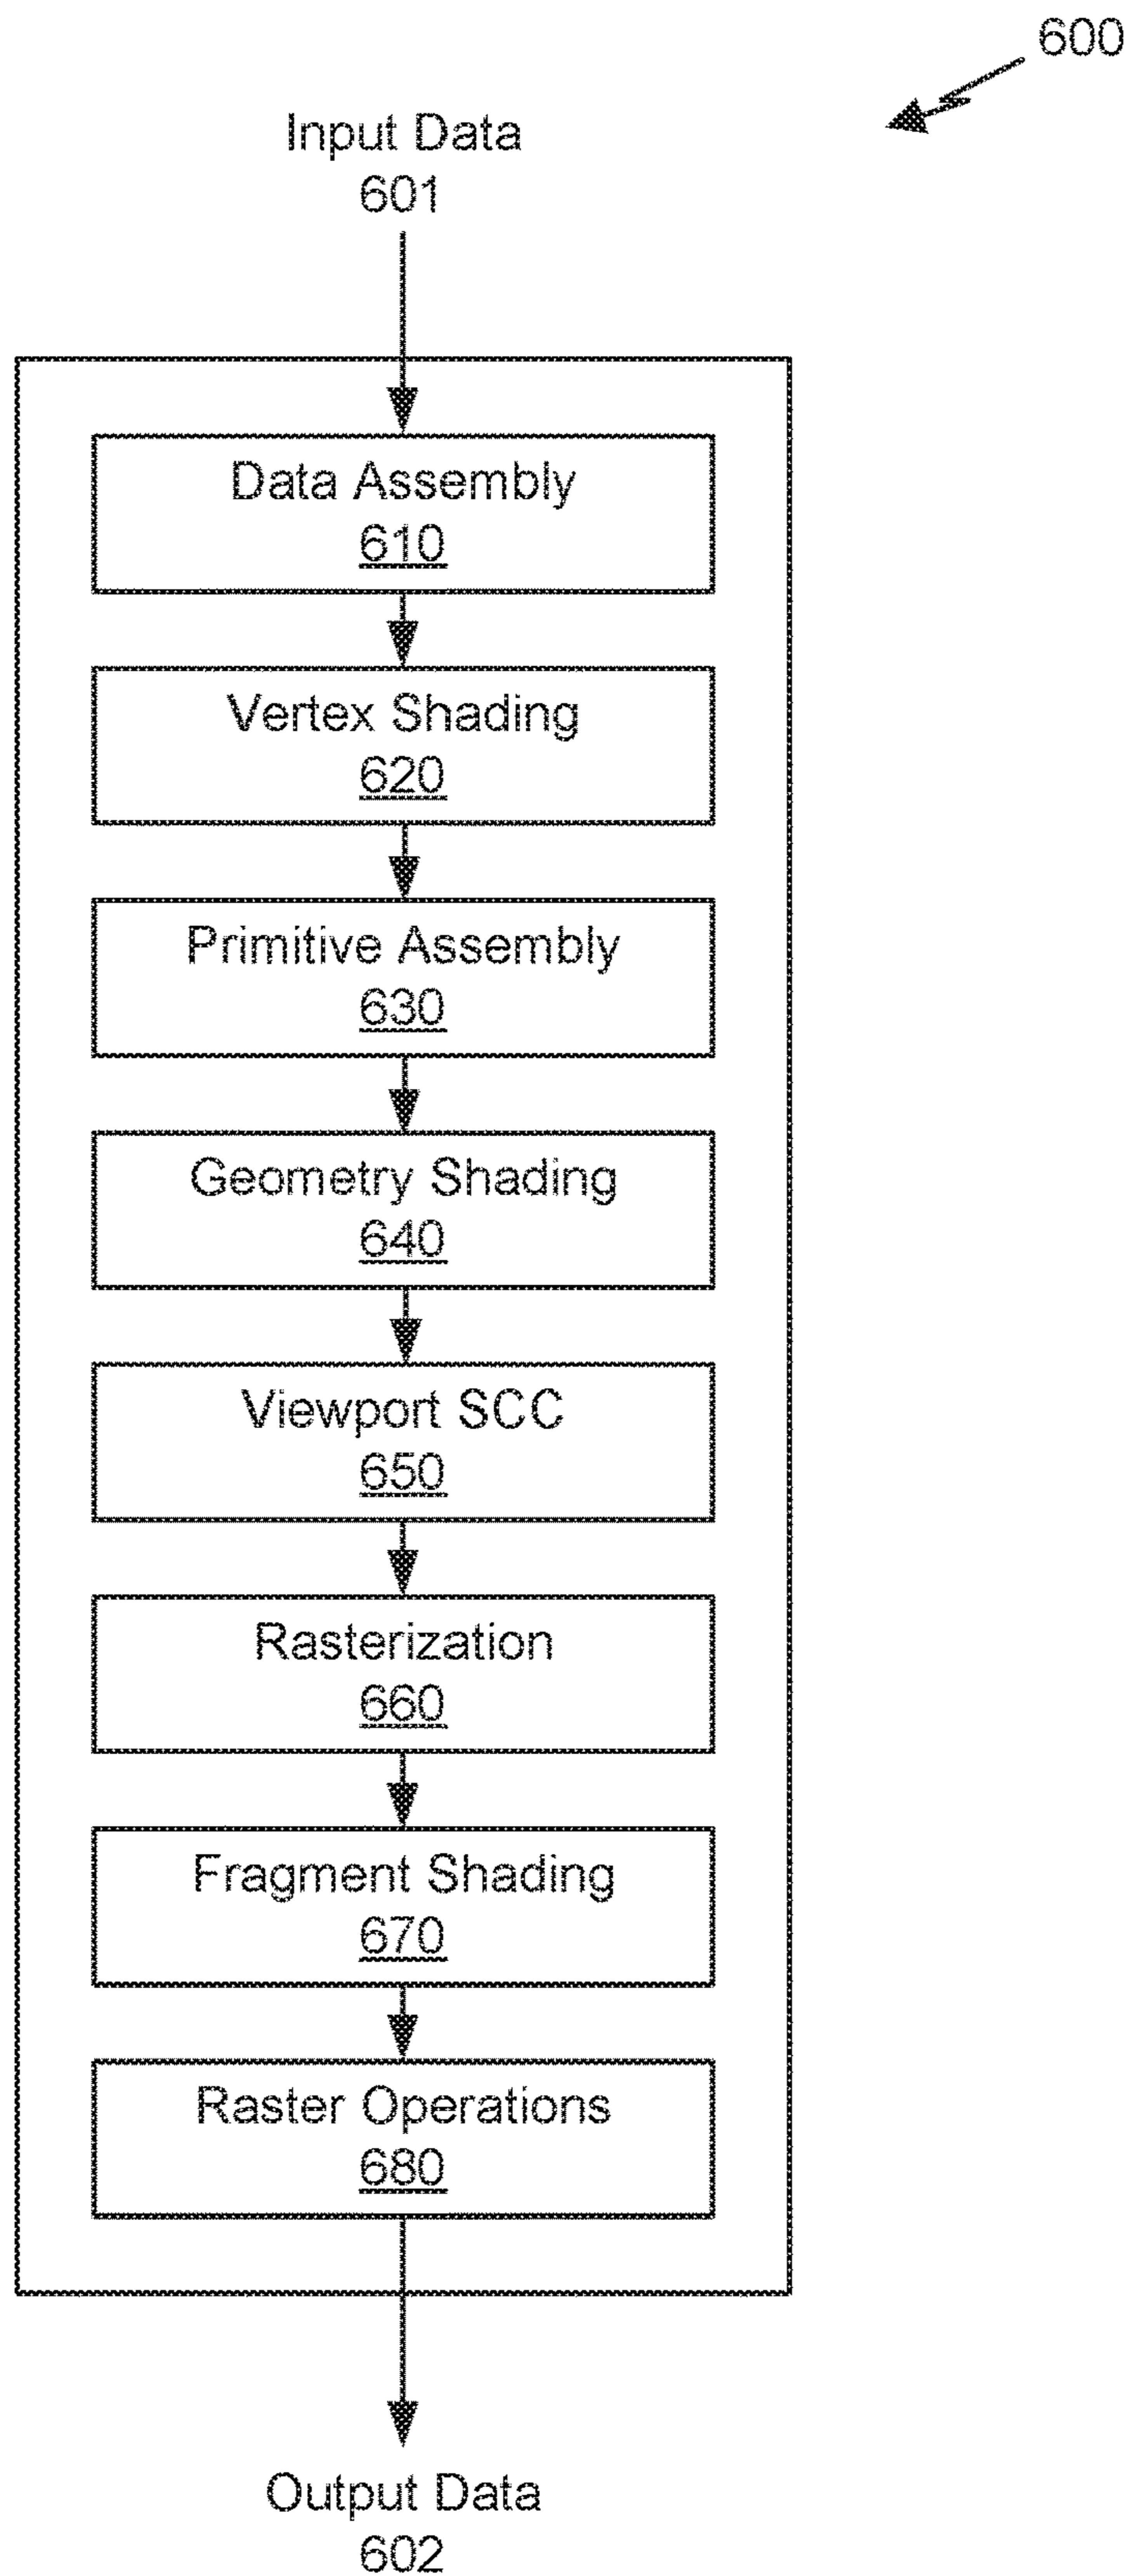 600
Input Data
601
Data Assembly
610
Vertex Shading
620
Primitive Assembly
630
Geometry Shading
640
Viewport SCC
650
Rasterization
660
Fragment Shading
670
Raster Operations
680
Output Data
602